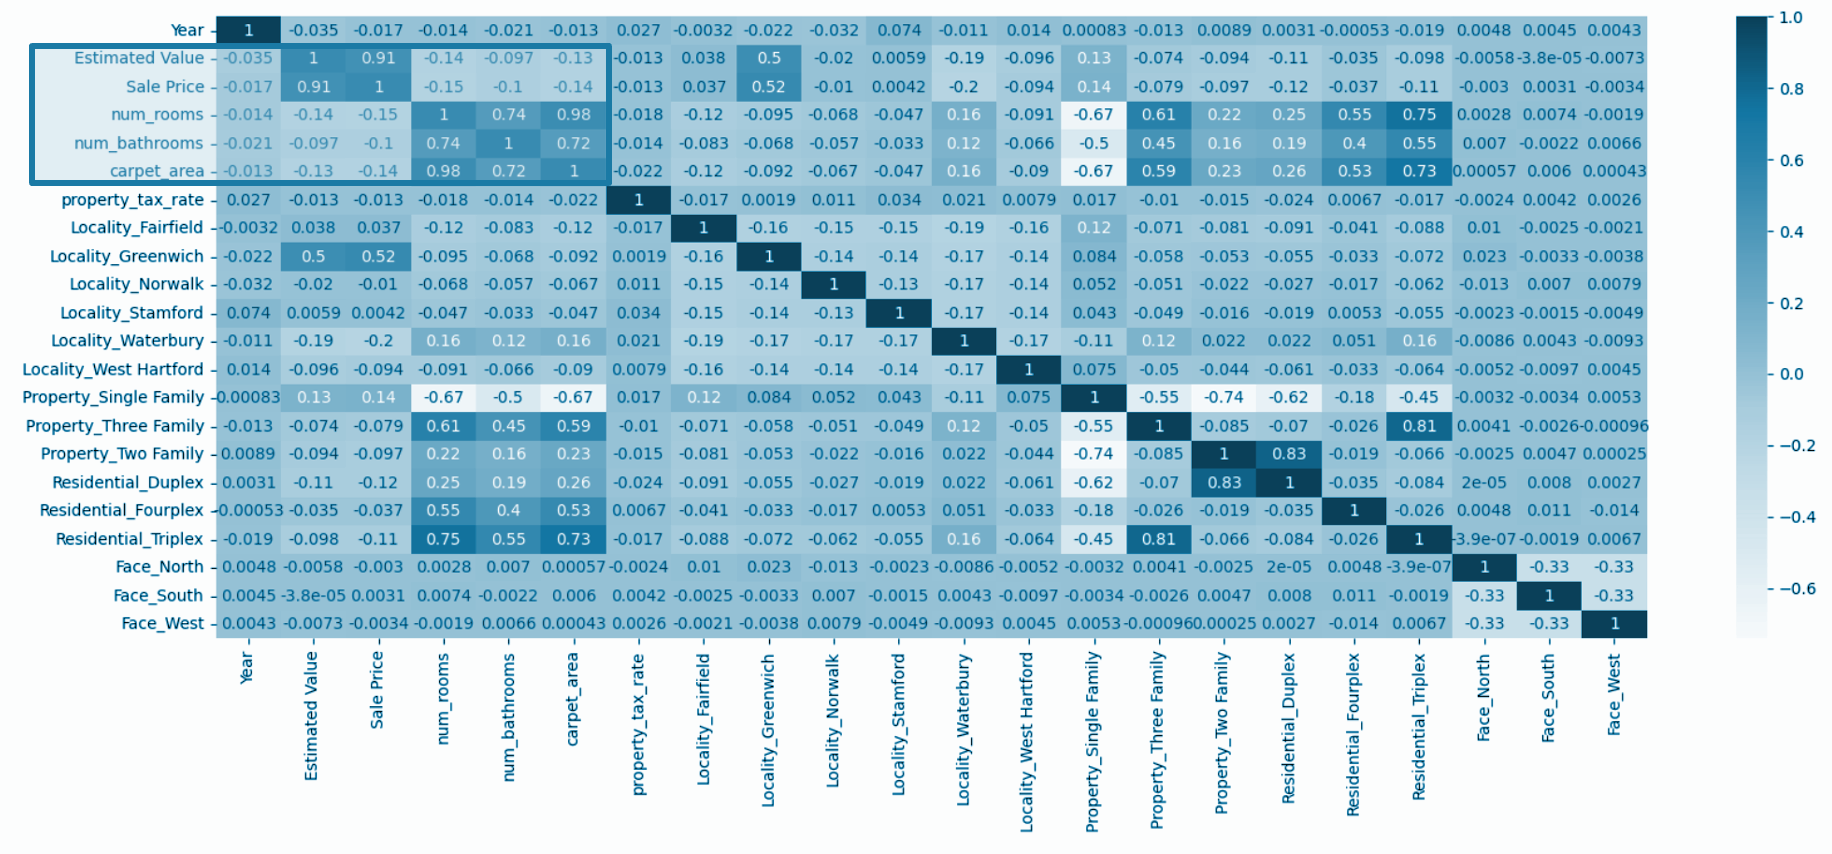 Year 1 -0.035 -0.017 -0.014 -0.021 -0.013 0.027 -0.0032 -0.022 -0.032 0.074 -0.011 0.014 0.00083 -0.013 0.0089 0.0031 -0.00053 -0.019 0.0048 0.0045 0.0043 1.0
Estimated Value -0.035 1 0.91 -0.14 -0.097 -0.13 -0.013 0.038 0.5 -0.02 0.0059 -0.19 -0.096 0.13 -0.074 -0.094 -0.11 -0.035 -0.098 -0.0058 -3.8e-05 -0.0073
Sale Price -0.017 0.91 1 -0.15 -0.1 -0.14 -0.013 0.037 0.52 -0.01 0.0042 -0.2 -0.094 0.14 -0.079 -0.097 -0.12 -0.037 -0.11 -0.003 0.0031 -0.0034 0.8
num_rooms -0.014 -0.14 -0.15 1 0.74 0.98 -0.018 -0.12 -0.095 -0.068 -0.047 0.16 -0.091 -0.67 0.61 0.22 0.25 0.55 0.75 0.0028 0.0074 -0.0019
num_bathrooms -0.021 -0.097 -0.1 0.74 1 0.72 -0.014 -0.083 -0.068 -0.057 -0.033 0.12 -0.066 -0.5 0.45 0.16 0.19 0.4 0.55 0.007 -0.0022 0.0066
carpet_area -0.013 -0.13 -0.14 0.98 0.72 1 -0.022 -0.12 -0.092 -0.067 -0.047 0.16 -0.09 -0.67 0.59 0.23 0.26 0.53 0.73 0.00057 0.006 0.00043 0.6
property_tax_rate 0.027 -0.013 -0.013 -0.018 -0.014 -0.022 1 -0.017 0.0019 0.011 0.034 0.021 0.0079 0.017 -0.01 -0.015 -0.024 0.0067 -0.017 -0.0024 0.0042 0.0026
Locality_Fairfield -0.0032 0.038 0.037 -0.12 -0.083 -0.12 -0.017 1 -0.16 -0.15 -0.15 -0.19 -0.16 0.12 -0.071 -0.081 -0.091 -0.041 -0.088 0.01 -0.0025 -0.0021 0.4
Locality_Greenwich -0.022 0.5 0.52 -0.095 -0.068 -0.092 0.0019 -0.16 1 -0.14 -0.14 -0.17 -0.14 0.084 -0.058 -0.053 -0.055 -0.033 -0.072 0.023 -0.0033 -0.0038
Locality_Norwalk -0.032 -0.02 -0.01 -0.068 -0.057 -0.067 0.011 -0.15 -0.14 1 -0.13 -0.17 -0.14 0.052 -0.051 -0.022 -0.027 -0.017 -0.062 -0.013 0.007 0.0079
Locality_Stamford 0.074 0.0059 0.0042 -0.047 -0.033 -0.047 0.034 -0.15 -0.14 -0.13 1 -0.17 -0.14 0.043 -0.049 -0.016 -0.019 0.0053 -0.055 -0.0023 -0.0015 -0.0049 0.2
Locality_Waterbury -0.011 -0.19 -0.2 0.16 0.12 0.16 0.021 -0.19 -0.17 -0.17 -0.17 1 -0.17 -0.11 0.12 0.022 0.022 0.051 0.16 -0.0086 0.0043 -0.0093
Locality_West Hartford 0.014 -0.096 -0.094 -0.091 -0.066 -0.09 0.0079 -0.16 -0.14 -0.14 -0.14 -0.17 1 0.075 -0.05 -0.044 -0.061 -0.033 -0.064 -0.0052 -0.0097 0.0045 0.0
Property_Single Family 0.00083 0.13 0.14 -0.67 -0.5 -0.67 0.017 0.12 0.084 0.052 0.043 -0.11 0.075 1 -0.55 -0.74 -0.62 -0.18 -0.45 -0.0032 -0.0034 0.0053
Property_Three Family -0.013 -0.074 -0.079 0.61 0.45 0.59 -0.01 -0.071 -0.058 -0.051 -0.049 0.12 -0.05 -0.55 1 -0.085 -0.07 -0.026 0.81 0.0041 -0.0026 -0.00096
Property_Two Family 0.0089 -0.094 -0.097 0.22 0.16 0.23 -0.015 -0.081 -0.053 -0.022 -0.016 0.022 -0.044 -0.74 -0.085 1 0.83 -0.019 -0.066 -0.0025 0.0047 0.00025 −0.2
Residential_Duplex 0.0031 -0.11 -0.12 0.25 0.19 0.26 -0.024 -0.091 -0.055 -0.027 -0.019 0.022 -0.061 -0.62 -0.07 0.83 1 -0.035 -0.084 2e-05 0.008 0.0027
Residential_Fourplex -0.00053 -0.035 -0.037 0.55 0.4 0.53 0.0067 -0.041 -0.033 -0.017 0.0053 0.051 -0.033 -0.18 -0.026 -0.019 -0.035 1 -0.026 0.0048 0.011 -0.014 −0.4
Residential_Triplex -0.019 -0.098 -0.11 0.75 0.55 0.73 -0.017 -0.088 -0.072 -0.062 -0.055 0.16 -0.064 -0.45 0.81 -0.066 -0.084 -0.026 1 -3.9e-07 -0.0019 0.0067
Face_North 0.0048 -0.0058 -0.003 0.0028 0.007 0.00057 -0.0024 0.01 0.023 -0.013 -0.0023 -0.0086 -0.0052 -0.0032 0.0041 -0.0025 2e-05 0.0048 -3.9e-07 1 -0.33 -0.33
Face_South 0.0045 -3.8e-05 0.0031 0.0074 -0.0022 0.006 0.0042 -0.0025 -0.0033 0.007 -0.0015 0.0043 -0.0097 -0.0034 -0.0026 0.0047 0.008 0.011 -0.0019 -0.33 1 -0.33 −0.6
Face_West 0.0043 -0.0073 -0.0034 -0.0019 0.0066 0.00043 0.0026 -0.0021 -0.0038 0.0079 -0.0049 -0.0093 0.0045 0.0053 -0.00096 0.00025 0.0027 -0.014 0.0067 -0.33 -0.33 1
Year
Estimated Value
Sale Price
num_rooms
num_bathrooms
carpet_area
property_tax_rate
Locality_Fairfield
Locality_Greenwich
Locality_Norwalk
Locality_Stamford
Locality_Waterbury
Locality_West Hartford
Property_Single Family
Property_Three Family
Property_Two Family
Residential_Duplex
Residential_Fourplex
Residential_Triplex
Face_North
Face_South
Face_West